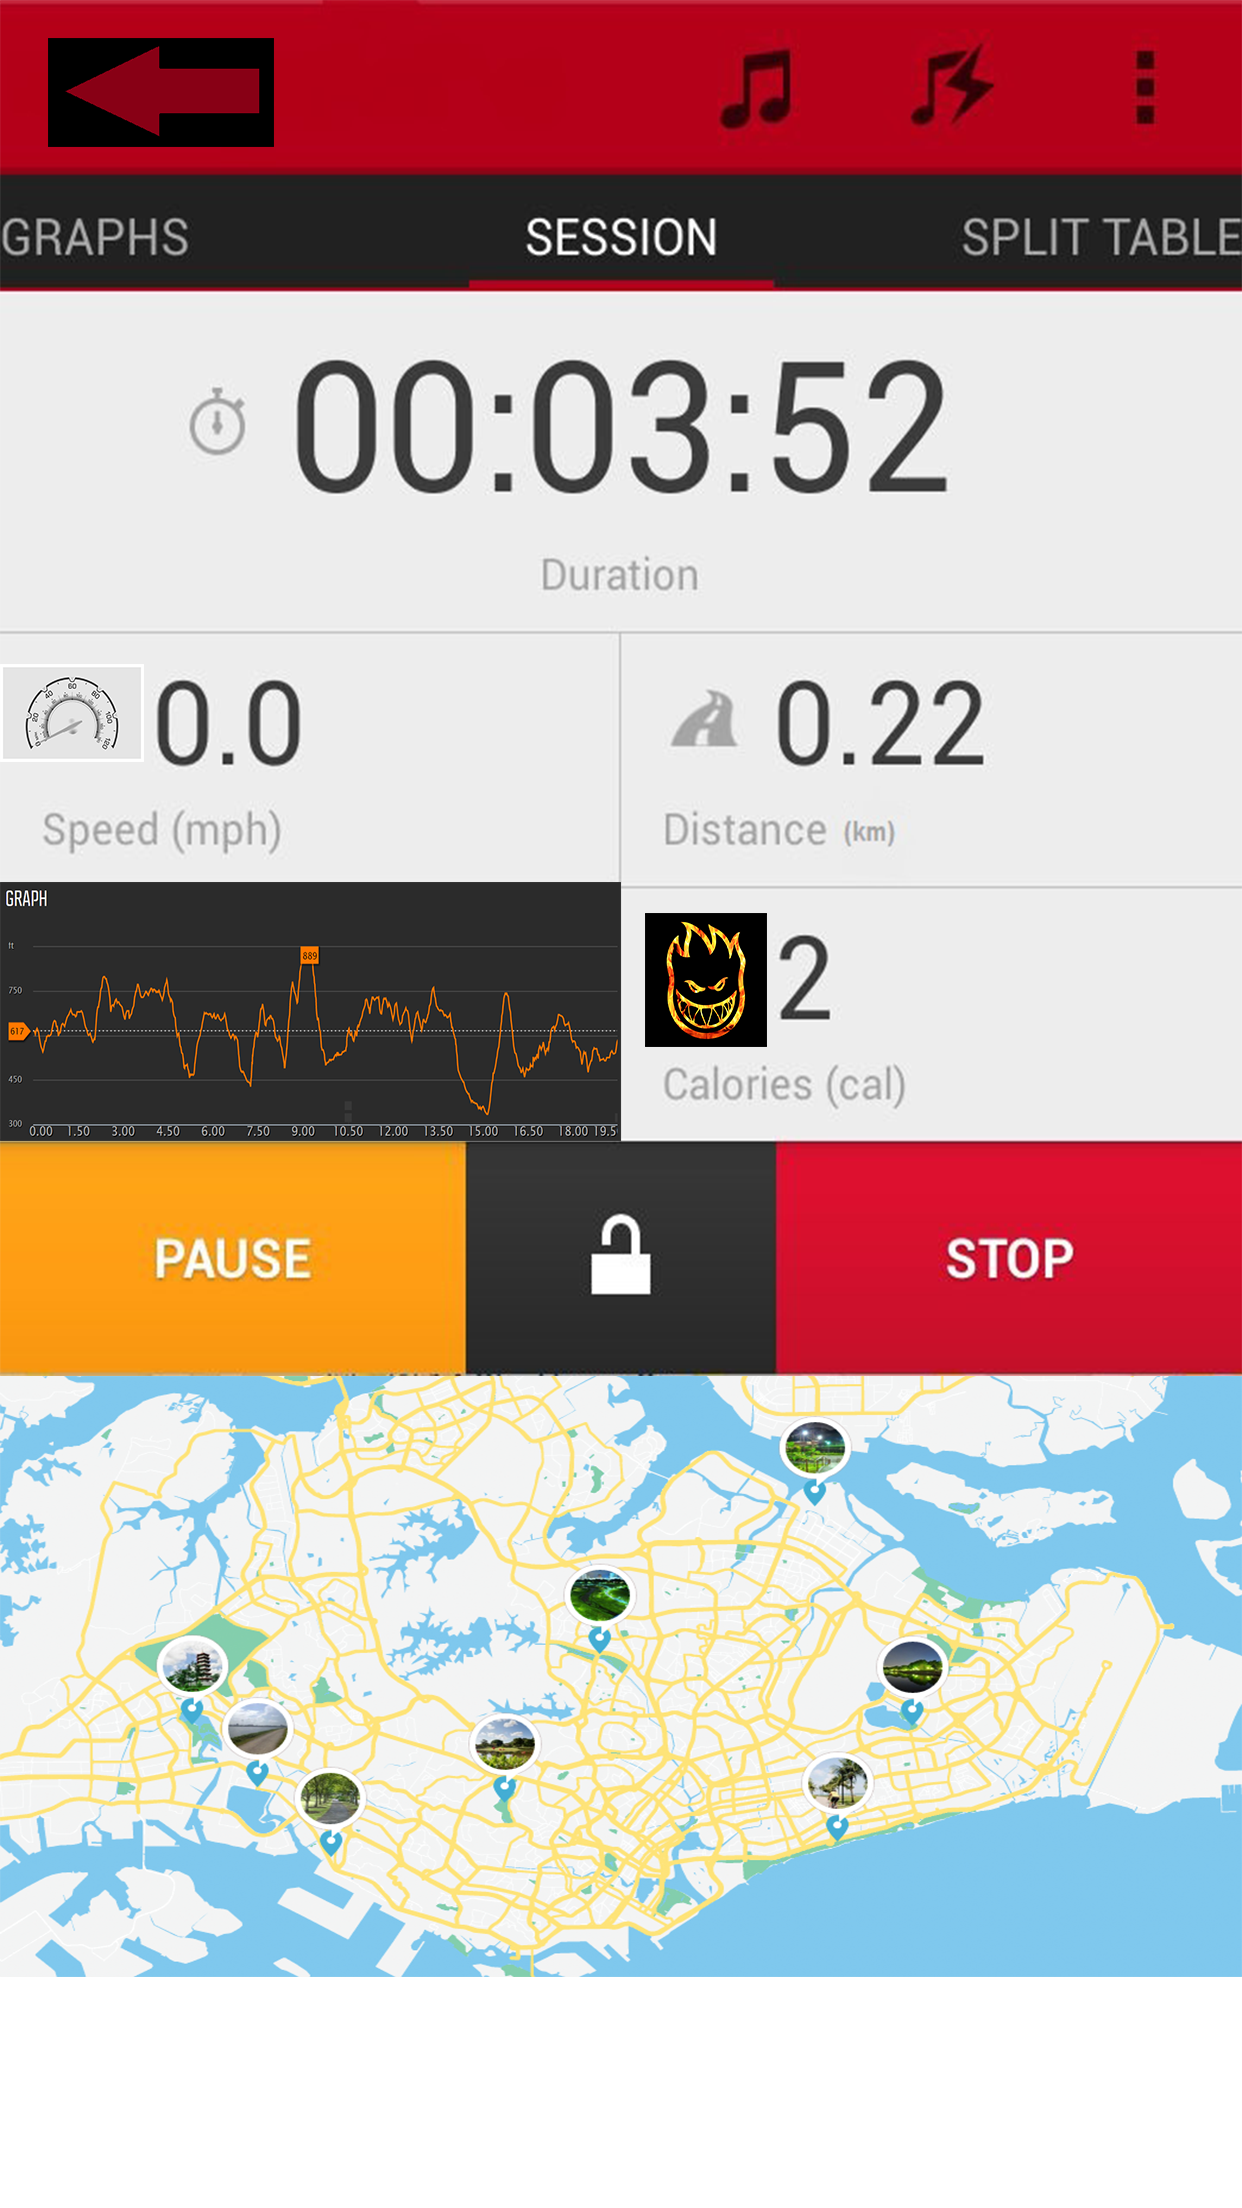 GRAPHS SESSION SPLIT TABLE
00:03:52
Duration
0.0
Speed (mph)
0.22
Distance (km)
GRAPH
ft
889
750
617
450
300
0.00 1.50 3.00 4.50 6.00 7.50 9.00 10.50 12.00 13.50 15.00 16.50 18.00 19.5
2
Calories (cal)
PAUSE
STOP